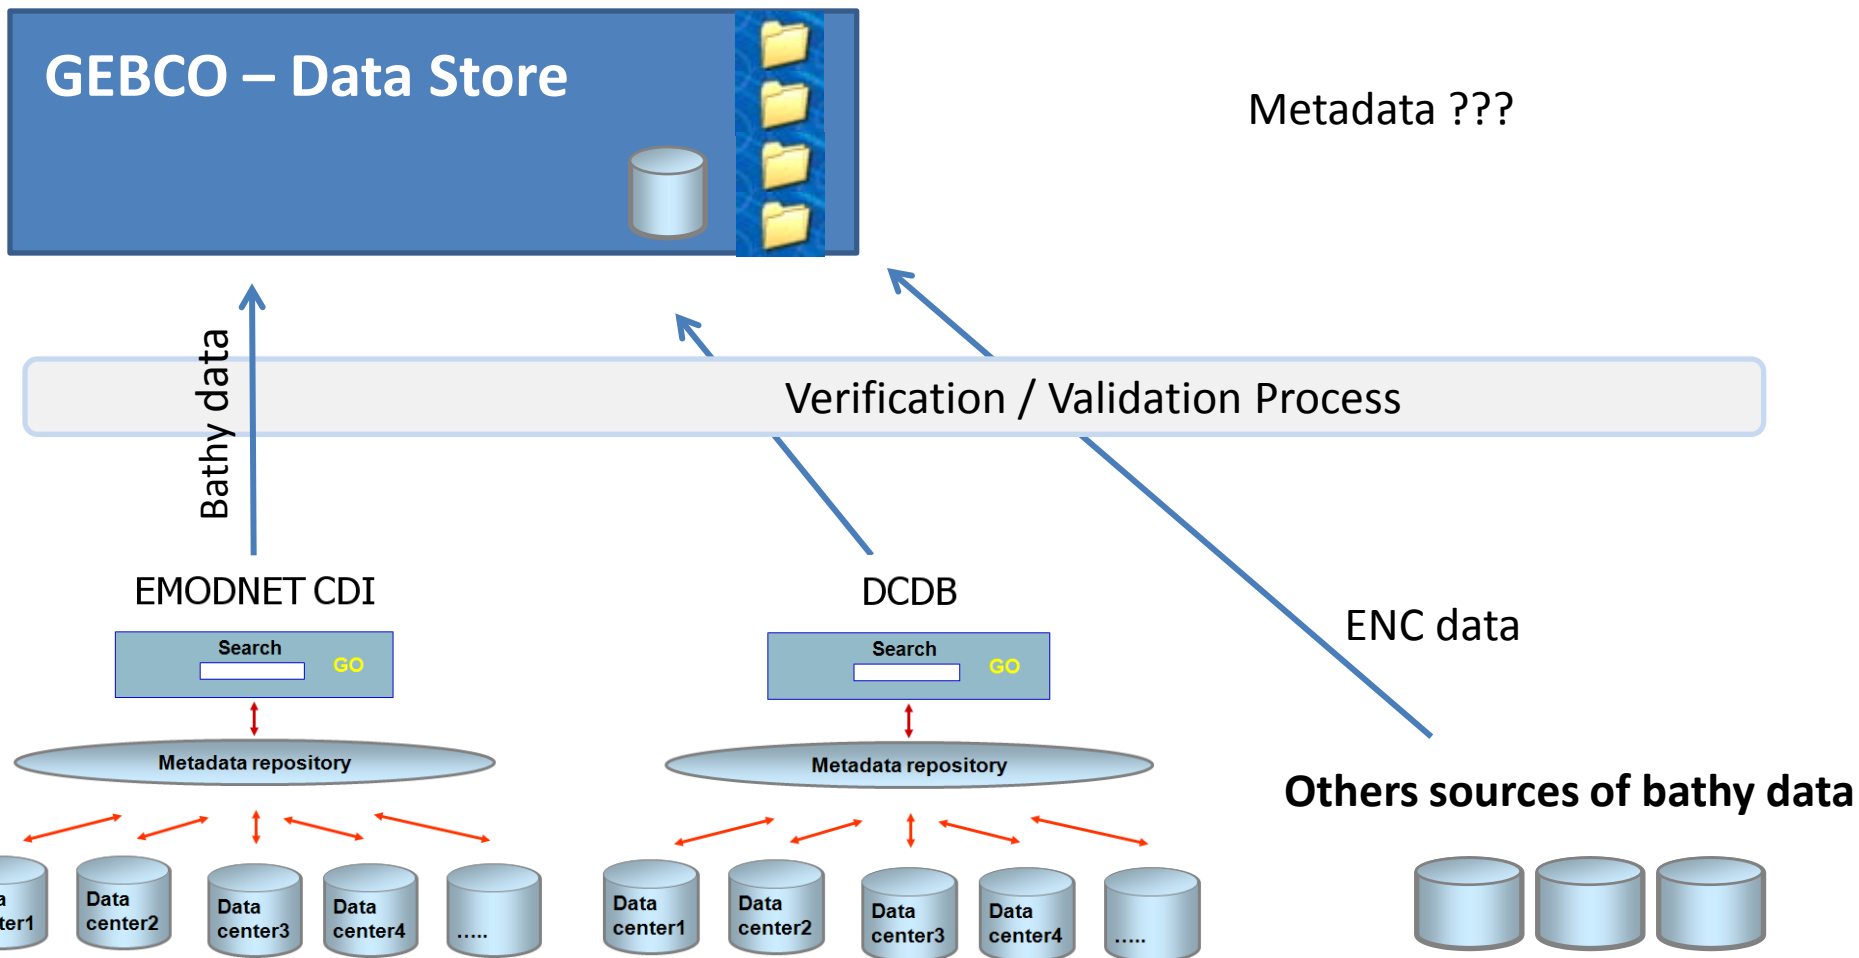 GEBCO – Data Store
Metadata ???
Bathy data
Verification / Validation Process
EMODNET CDI
DCDB
ENC data
Search
GO
Search
GO
Metadata repository
Metadata repository
Others sources of bathy data
a
ter1
Data
center2
Data
center3
Data
center4
.....
Data
center1
Data
center2
Data
center3
Data
center4
.....